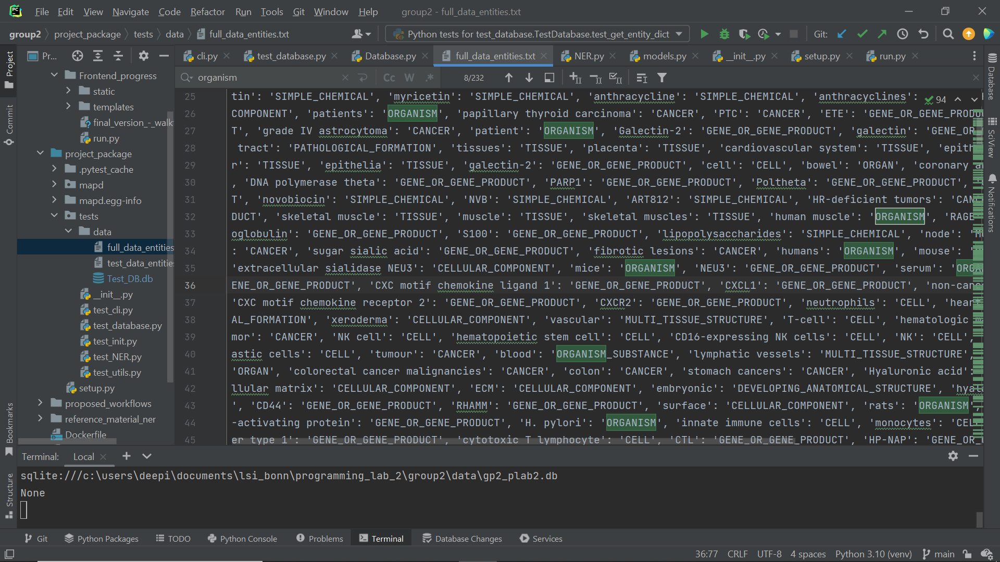 File Edit View Navigate Code Refactor Run Tools Git Window Help group2 - full_data_entities.txt
group2 project_package tests data full_data_entities.txt Python tests for test_database.TestDatabase.test_get_entity_dict Git:
Project
Commit
Bookmarks
Structure
Pr...
Frontend_progress
static
templates
final_version_-_walk
run.py
project_package
.pytest_cache
mapd
mapd.egg-info
tests
data
full_data_entities
test_data_entitie
Test_DB.db
__init__.py
test_cli.py
test_database.py
test_init.py
test_NER.py
test_utils.py
setup.py
proposed_workflows
reference_material_ner
Dockerfile
cli.py test_database.py Database.py full_data_entities.txt NER.py models.py __init__.py setup.py run.py
organism Cc W .* 8/232
94
25 tin': 'SIMPLE_CHEMICAL', 'myricetin': 'SIMPLE_CHEMICAL', 'anthracycline': 'SIMPLE_CHEMICAL', 'anthracyclines':
26 COMPONENT', 'patients': 'ORGANISM', 'papillary thyroid carcinoma': 'CANCER', 'PTC': 'CANCER', 'ETE': 'GENE_OR_GENE_PRODU
27 T', 'grade IV astrocytoma': 'CANCER', 'patient': 'ORGANISM', 'Galectin-2': 'GENE_OR_GENE_PRODUCT', 'galectin': 'GENE_OR
28 tract': 'PATHOLOGICAL_FORMATION', 'tissues': 'TISSUE', 'placenta': 'TISSUE', 'cardiovascular system': 'TISSUE', 'epith
29 r': 'TISSUE', 'epithelia': 'TISSUE', 'galectin-2': 'GENE_OR_GENE_PRODUCT', 'cell': 'CELL', 'bowel': 'ORGAN', 'coronary a
30 , 'DNA polymerase theta': 'GENE_OR_GENE_PRODUCT', 'PARP1': 'GENE_OR_GENE_PRODUCT', 'Poltheta': 'GENE_OR_GENE_PRODUCT',
31 T', 'novobiocin': 'SIMPLE_CHEMICAL', 'NVB': 'SIMPLE_CHEMICAL', 'ART812': 'SIMPLE_CHEMICAL', 'HR-deficient tumors': 'CAN
32 DUCT', 'skeletal muscle': 'TISSUE', 'muscle': 'TISSUE', 'skeletal muscles': 'TISSUE', 'human muscle': 'ORGANISM', 'RAGE
33 oglobulin': 'GENE_OR_GENE_PRODUCT', 'S100': 'GENE_OR_GENE_PRODUCT', 'lipopolysaccharides': 'SIMPLE_CHEMICAL', 'node': 'M
34 : 'CANCER', 'sugar sialic acid': 'GENE_OR_GENE_PRODUCT', 'fibrotic lesions': 'CANCER', 'humans': 'ORGANISM', 'mouse': '
35 'extracellular sialidase NEU3': 'CELLULAR_COMPONENT', 'mice': 'ORGANISM', 'NEU3': 'GENE_OR_GENE_PRODUCT', 'serum': 'ORGA
36 ENE_OR_GENE_PRODUCT', 'CXC motif chemokine ligand 1': 'GENE_OR_GENE_PRODUCT', 'CXCL1': 'GENE_OR_GENE_PRODUCT', 'non-canc
37 'CXC motif chemokine receptor 2': 'GENE_OR_GENE_PRODUCT', 'CXCR2': 'GENE_OR_GENE_PRODUCT', 'neutrophils': 'CELL', 'hear
38 AL_FORMATION', 'xeroderma': 'CELLULAR_COMPONENT', 'vascular': 'MULTI_TISSUE_STRUCTURE', 'T-cell': 'CELL', 'hematologic m
39 mor': 'CANCER', 'NK cell': 'CELL', 'hematopoietic stem cell': 'CELL', 'CD16-expressing NK cells': 'CELL', 'NK': 'CELL',
40 astic cells': 'CELL', 'tumour': 'CANCER', 'blood': 'ORGANISM_SUBSTANCE', 'lymphatic vessels': 'MULTI_TISSUE_STRUCTURE',
41 'ORGAN', 'colorectal cancer malignancies': 'CANCER', 'colon': 'CANCER', 'stomach cancers': 'CANCER', 'Hyaluronic acid':
42 llular matrix': 'CELLULAR_COMPONENT', 'ECM': 'CELLULAR_COMPONENT', 'embryonic': 'DEVELOPING_ANATOMICAL_STRUCTURE', 'hyal
43 ', 'CD44': 'GENE_OR_GENE_PRODUCT', 'RHAMM': 'GENE_OR_GENE_PRODUCT', 'surface': 'CELLULAR_COMPONENT', 'rats': 'ORGANISM',
44 -activating protein': 'GENE_OR_GENE_PRODUCT', 'H. pylori': 'ORGANISM', 'innate immune cells': 'CELL', 'monocytes': 'CEL
45 er type 1': 'GENE_OR_GENE_PRODUCT', 'cytotoxic T lymphocyte': 'CELL', 'CTL': 'GENE_OR_GENE_PRODUCT', 'HP-NAP': 'GENE_OR_
Database
SciView
Notifications
Terminal: Local
sqlite:///c:\users\deepi\documents\lsi_bonn\programming_lab_2\group2\data\gp2_plab2.db
None
Git Python Packages TODO Python Console Problems Terminal Database Changes Services
36:77 CRLF UTF-8 4 spaces Python 3.10 (venv) main